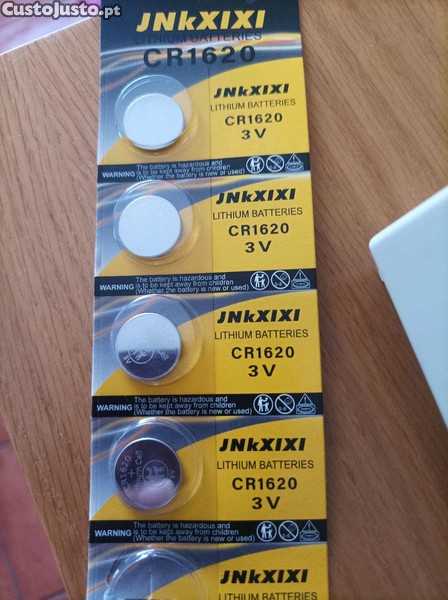 CustoJusto.pt
JNkXIXI
LITHIUM BATTERIES
CR1620
JNkXIXI
LITHIUM BATTERIES
CR1620
3V
WARNING The battery is hazardous and
is to be kept away from children
(Whether the battery is new or used)
JNkXIXI
LITHIUM BATTERIES
CR1620
3V
WARNING The battery is hazardous and
is to be kept away from children
(Whether the battery is new or used)
JNkXIXI
LITHIUM BATTERIES
CR1620
3V
WARNING The battery is hazardous and
is to be kept away from children
(Whether the battery is new or used)
JNkXIXI
LITHIUM BATTERIES
CR1620
3V
CR1620
+
Cell
WARNING The battery is hazardous and
is to be kept away from children
(Whether the battery is new or used)
JNkXIXI
LITHIUM BATTERIES